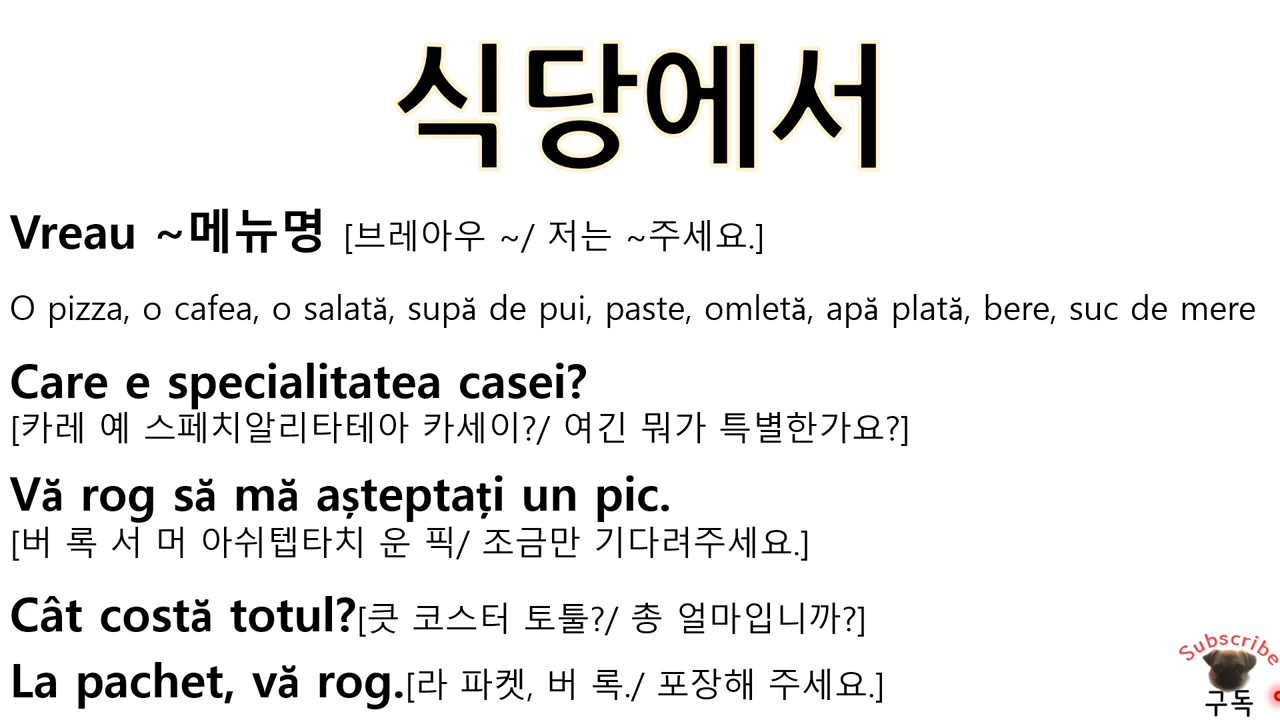 식당에서
Vreau ~메뉴명 [브레아우 ~/ 저는 ~주세요.]
O pizza, o cafea, o salată, supă de pui, paste, omletă, apă plată, bere, suc de mere
Care e specialitatea casei?
[카레 예 스페치알리타테아 카세이?/ 여긴 뭐가 특별한가요?]
Vă rog să mă așteptați un pic.
[버 록 서 머 아쉬텝타치 운 픽/ 조금만 기다려주세요.]
Cât costă totul?[큿 코스터 토툴?/ 총 얼마입니까?]
La pachet, vă rog.[라 파켓, 버 록./ 포장해 주세요.]
Subscribe
구독